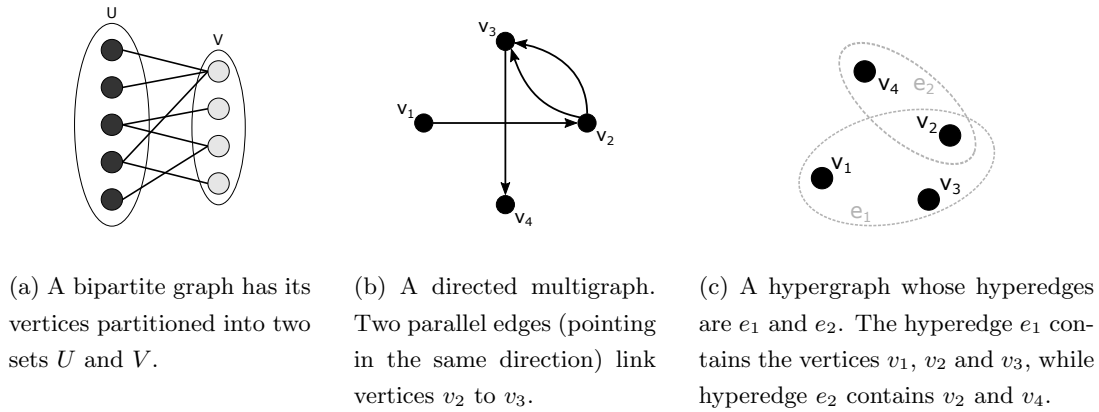 U
V
v3
v1
v2
v4
v4
e2
v2
v1
v3
e1
(a) A bipartite graph has its
vertices partitioned into two
sets U and V.
(b) A directed multigraph.
Two parallel edges (pointing
in the same direction) link
vertices v2 to v3.
(c) A hypergraph whose hyperedges
are e1 and e2. The hyperedge e1 con-
tains the vertices v1, v2 and v3, while
hyperedge e2 contains v2 and v4.